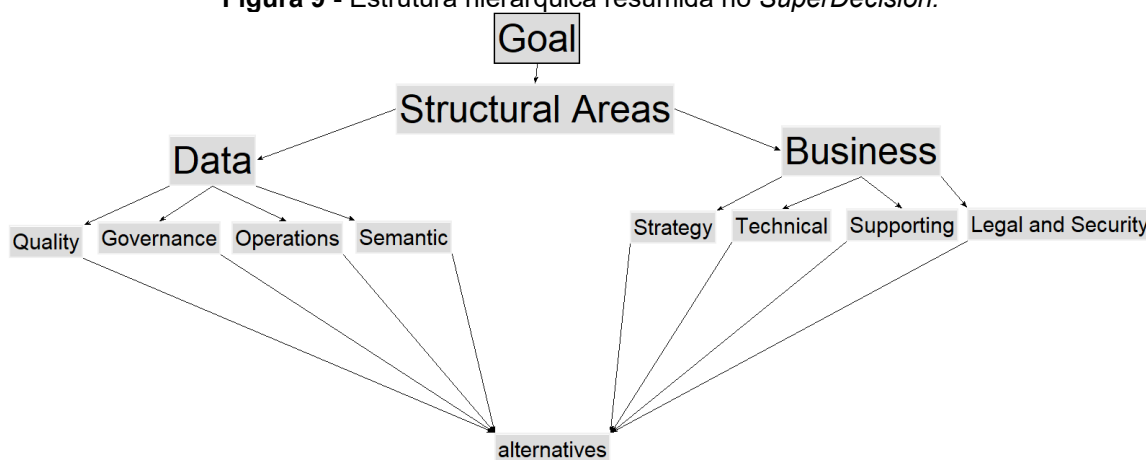 Figura 9 - Estrutura hierárquica resumida no SuperDecision.
Goal
Structural Areas
Data
Business
Quality
Governance
Operations
Semantic
Strategy
Technical
Supporting
Legal and Security
alternatives